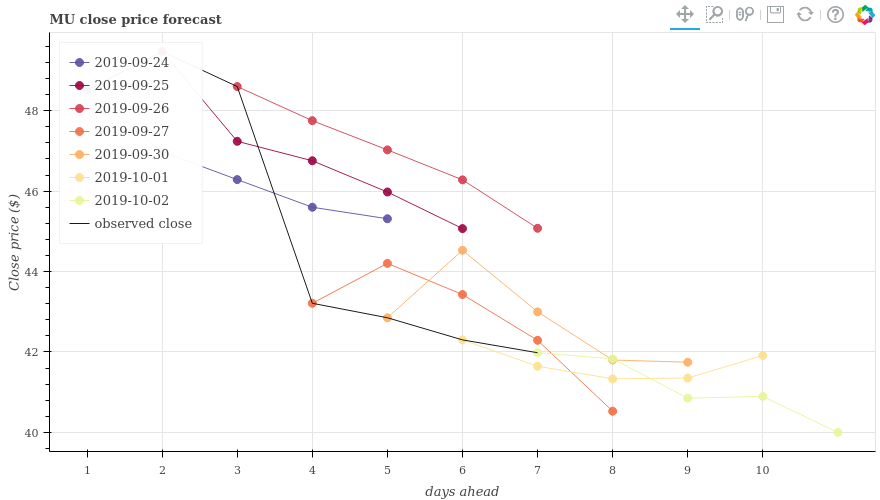 MU close price forecast
2019-09-24
2019-09-25
2019-09-26
2019-09-27
2019-09-30
2019-10-01
2019-10-02
observed close
Close price ($)
48
46
44
42
40
1 2 3 4 5 6 7 8 9 10
days ahead